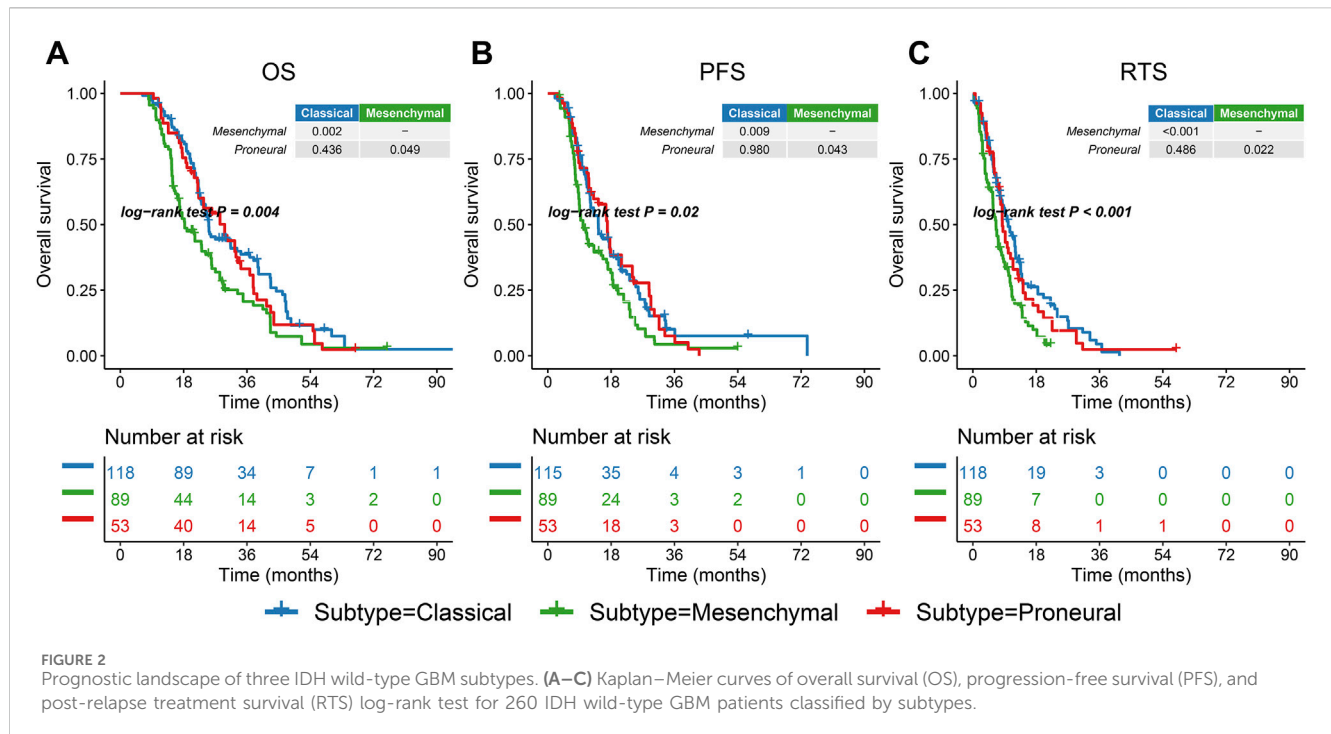 A
OS
Overall survival
1.00
0.75
0.50
0.25
0.00
Classical Mesenchymal
Mesenchymal 0.002 –
Proneural 0.436 0.049
log−rank test P = 0.004
0 18 36 54 72 90
Time (months)
Number at risk
118 89 34 7 1 1
89 44 14 3 2 0
53 40 14 5 0 0
0 18 36 54 72 90
Time (months)
B
PFS
Overall survival
1.00
0.75
0.50
0.25
0.00
Classical Mesenchymal
Mesenchymal 0.009 –
Proneural 0.980 0.043
log−rank test P = 0.02
0 18 36 54 72 90
Time (months)
Number at risk
115 35 4 3 1 0
89 24 3 2 0 0
53 18 3 0 0 0
0 18 36 54 72 90
Time (months)
C
RTS
Overall survival
1.00
0.75
0.50
0.25
0.00
Classical Mesenchymal
Mesenchymal <0.001 –
Proneural 0.486 0.022
log−rank test P < 0.001
0 18 36 54 72 90
Time (months)
Number at risk
118 19 3 0 0 0
89 7 0 0 0 0
53 8 1 1 0 0
0 18 36 54 72 90
Time (months)
Subtype=Classical Subtype=Mesenchymal Subtype=Proneural
FIGURE 2
Prognostic landscape of three IDH wild-type GBM subtypes. (A–C) Kaplan–Meier curves of overall survival (OS), progression-free survival (PFS), and
post-relapse treatment survival (RTS) log-rank test for 260 IDH wild-type GBM patients classified by subtypes.